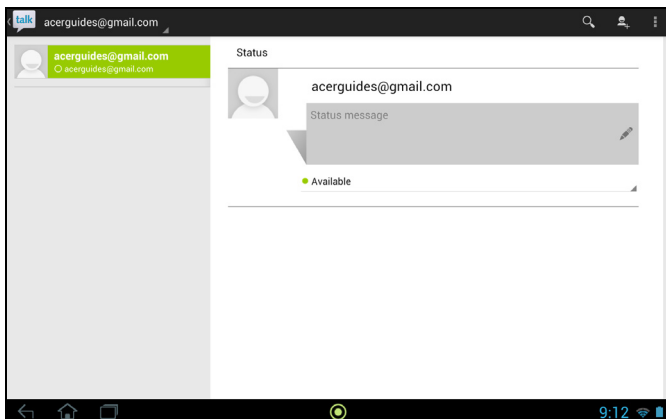 talk acerguides@gmail.com
acerguides@gmail.com
acerguides@gmail.com
Status
acerguides@gmail.com
Status message
Available
9:12